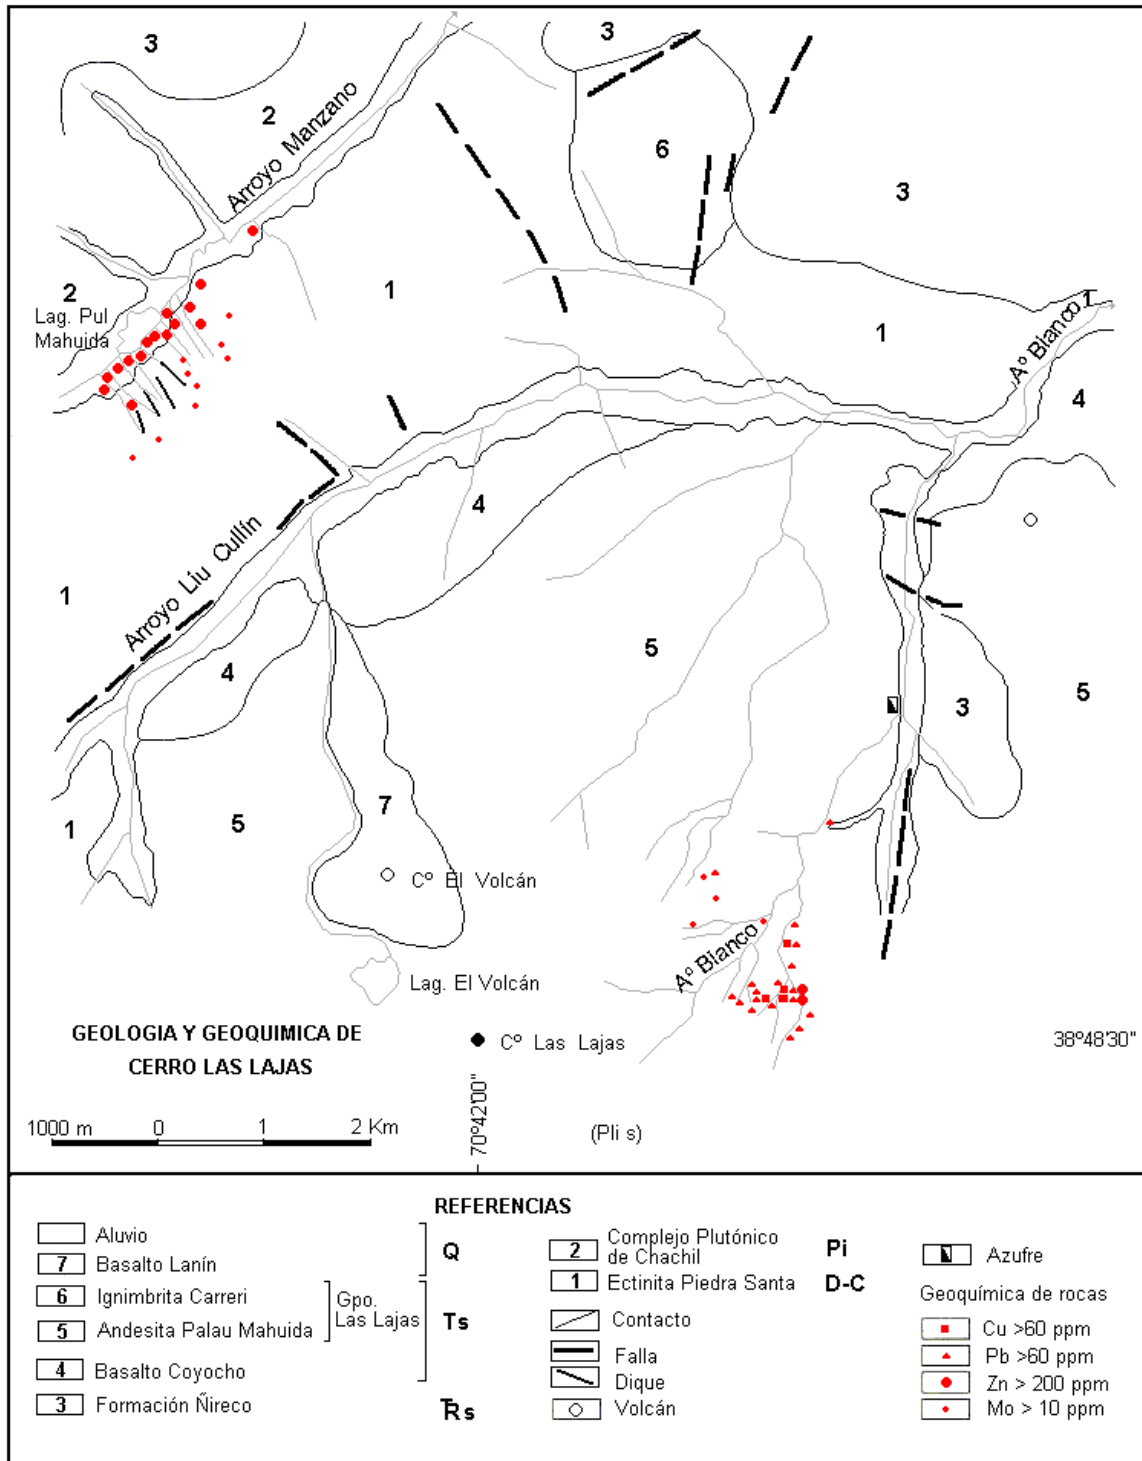 3
3
2
Arroyo Manzano
6
3
2
1
Lag. Pul
Mahuida
1
Aº Blanco
4
4
1
Arroyo Liu Cullín
4
5
3
5
1
5
7
Cº El Volcán
Aº Blanco
Lag. El Volcán
GEOLOGIA Y GEOQUIMICA DE
CERRO LAS LAJAS
Cº Las Lajas
38º48'30"
70º42'00"
1000 m 0 1 2 Km
(Pli s)
REFERENCIAS
Aluvio
7 Basalto Lanín
Q
6 Ignimbrita Carreri
5 Andesita Palau Mahuida
Gpo.
Las Lajas
Ts
4 Basalto Coyocho
3 Formación Ñireco
TRs
2 Complejo Plutónico
de Chachil
Pi
1 Ectinita Piedra Santa
D-C
Contacto
Falla
Dique
Volcán
Azufre
Geoquímica de rocas
Cu >60 ppm
Pb >60 ppm
Zn > 200 ppm
Mo > 10 ppm